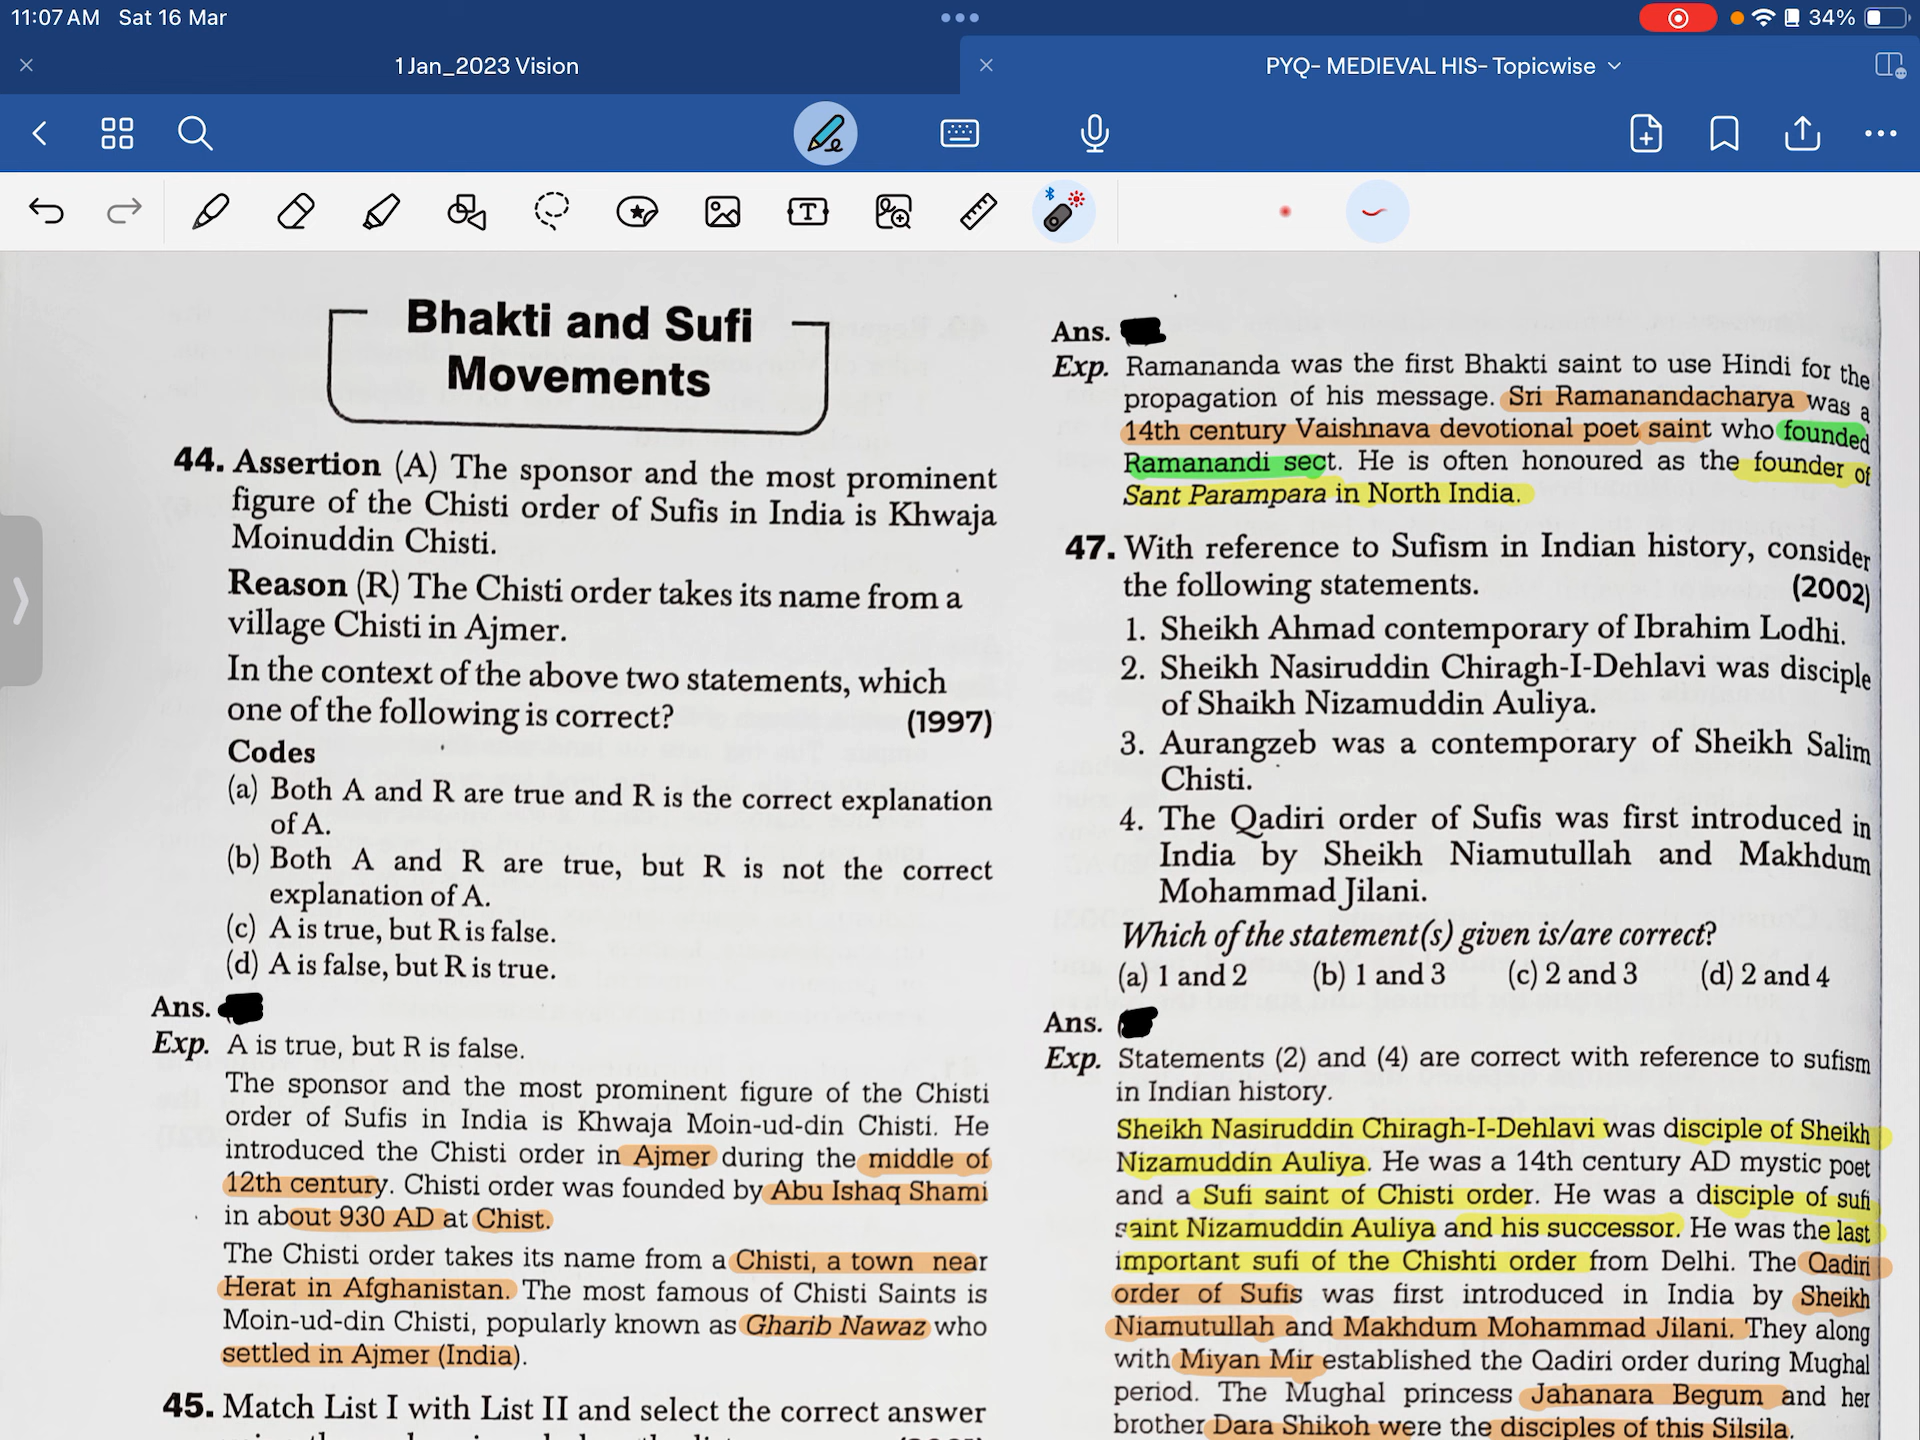 11:07 AM Sat 16 Mar
34%
1 Jan_2023 Vision
PYQ- MEDIEVAL HIS- Topicwise
Bhakti and Sufi
Movements
44. Assertion (A) The sponsor and the most prominent
figure of the Chisti order of Sufis in India is Khwaja
Moinuddin Chisti.
Reason (R) The Chisti order takes its name from a
village Chisti in Ajmer.
In the context of the above two statements, which
one of the following is correct? (1997)
Codes
(a) Both A and R are true and R is the correct explanation
of A.
(b) Both A and R are true, but R is not the correct
explanation of A.
(c) A is true, but R is false.
(d) A is false, but R is true.
Ans.
Exp. A is true, but R is false.
The sponsor and the most prominent figure of the Chisti
order of Sufis in India is Khwaja Moin-ud-din Chisti. He
introduced the Chisti order in Ajmer during the middle of
12th century. Chisti order was founded by Abu Ishaq Shami
in about 930 AD at Chist.
The Chisti order takes its name from a Chisti, a town near
Herat in Afghanistan. The most famous of Chisti Saints is
Moin-ud-din Chisti, popularly known as Gharib Nawaz who
settled in Ajmer (India).
45. Match List I with List II and select the correct answer
Ans.
Exp. Ramananda was the first Bhakti saint to use Hindi for the
propagation of his message. Sri Ramanandacharya was a
14th century Vaishnava devotional poet saint who founded
Ramanandi sect. He is often honoured as the founder of
Sant Parampara in North India.
47. With reference to Sufism in Indian history, consider
the following statements. (2002)
1. Sheikh Ahmad contemporary of Ibrahim Lodhi.
2. Sheikh Nasiruddin Chiragh-I-Dehlavi was disciple
of Shaikh Nizamuddin Auliya.
3. Aurangzeb was a contemporary of Sheikh Salim
Chisti.
4. The Qadiri order of Sufis was first introduced in
India by Sheikh Niamutullah and Makhdum
Mohammad Jilani.
Which of the statement(s) given is/are correct?
(a) 1 and 2 (b) 1 and 3 (c) 2 and 3 (d) 2 and 4
Ans.
Exp. Statements (2) and (4) are correct with reference to sufism
in Indian history.
Sheikh Nasiruddin Chiragh-I-Dehlavi was disciple of Sheikh
Nizamuddin Auliya. He was a 14th century AD mystic poet
and a Sufi saint of Chisti order. He was a disciple of sufi
saint Nizamuddin Auliya and his successor. He was the last
important sufi of the Chishti order from Delhi. The Qadiri
order of Sufis was first introduced in India by Sheikh
Niamutullah and Makhdum Mohammad Jilani. They along
with Miyan Mir established the Qadiri order during Mughal
period. The Mughal princess Jahanara Begum and her
brother Dara Shikoh were the disciples of this Silsila.